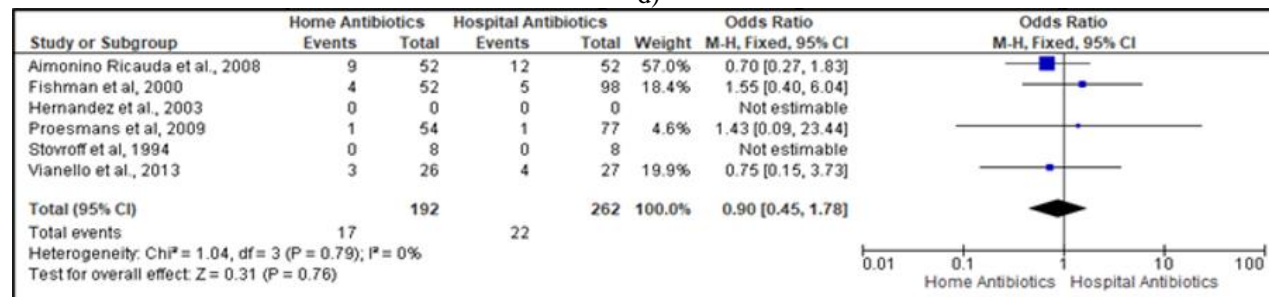 d)
Home Antibiotics Hospital Antibiotics Odds Ratio Odds Ratio
Study or Subgroup Events Total Events Total Weight M-H, Fixed, 95% CI M-H, Fixed, 95% CI
Aimonino Ricauda et al., 2008 9 52 12 52 57.0% 0.70 [0.27, 1.83]
Fishman et al, 2000 4 52 5 98 18.4% 1.55 [0.40, 6.04]
Hernandez et al., 2003 0 0 0 0 Not estimable
Proesmans et al, 2009 1 54 1 77 4.6% 1.43 [0.09, 23.44]
Stovroff et al, 1994 0 8 0 8 Not estimable
Vianello et al., 2013 3 26 4 27 19.9% 0.75 [0.15, 3.73]
Total (95% CI) 192 262 100.0% 0.90 [0.45, 1.78]
Total events 17 22
Heterogeneity: Chi² = 1.04, df = 3 (P = 0.79); I² = 0%
Test for overall effect: Z = 0.31 (P = 0.76)
0.01 0.1 1 10 100
Home Antibiotics Hospital Antibiotics